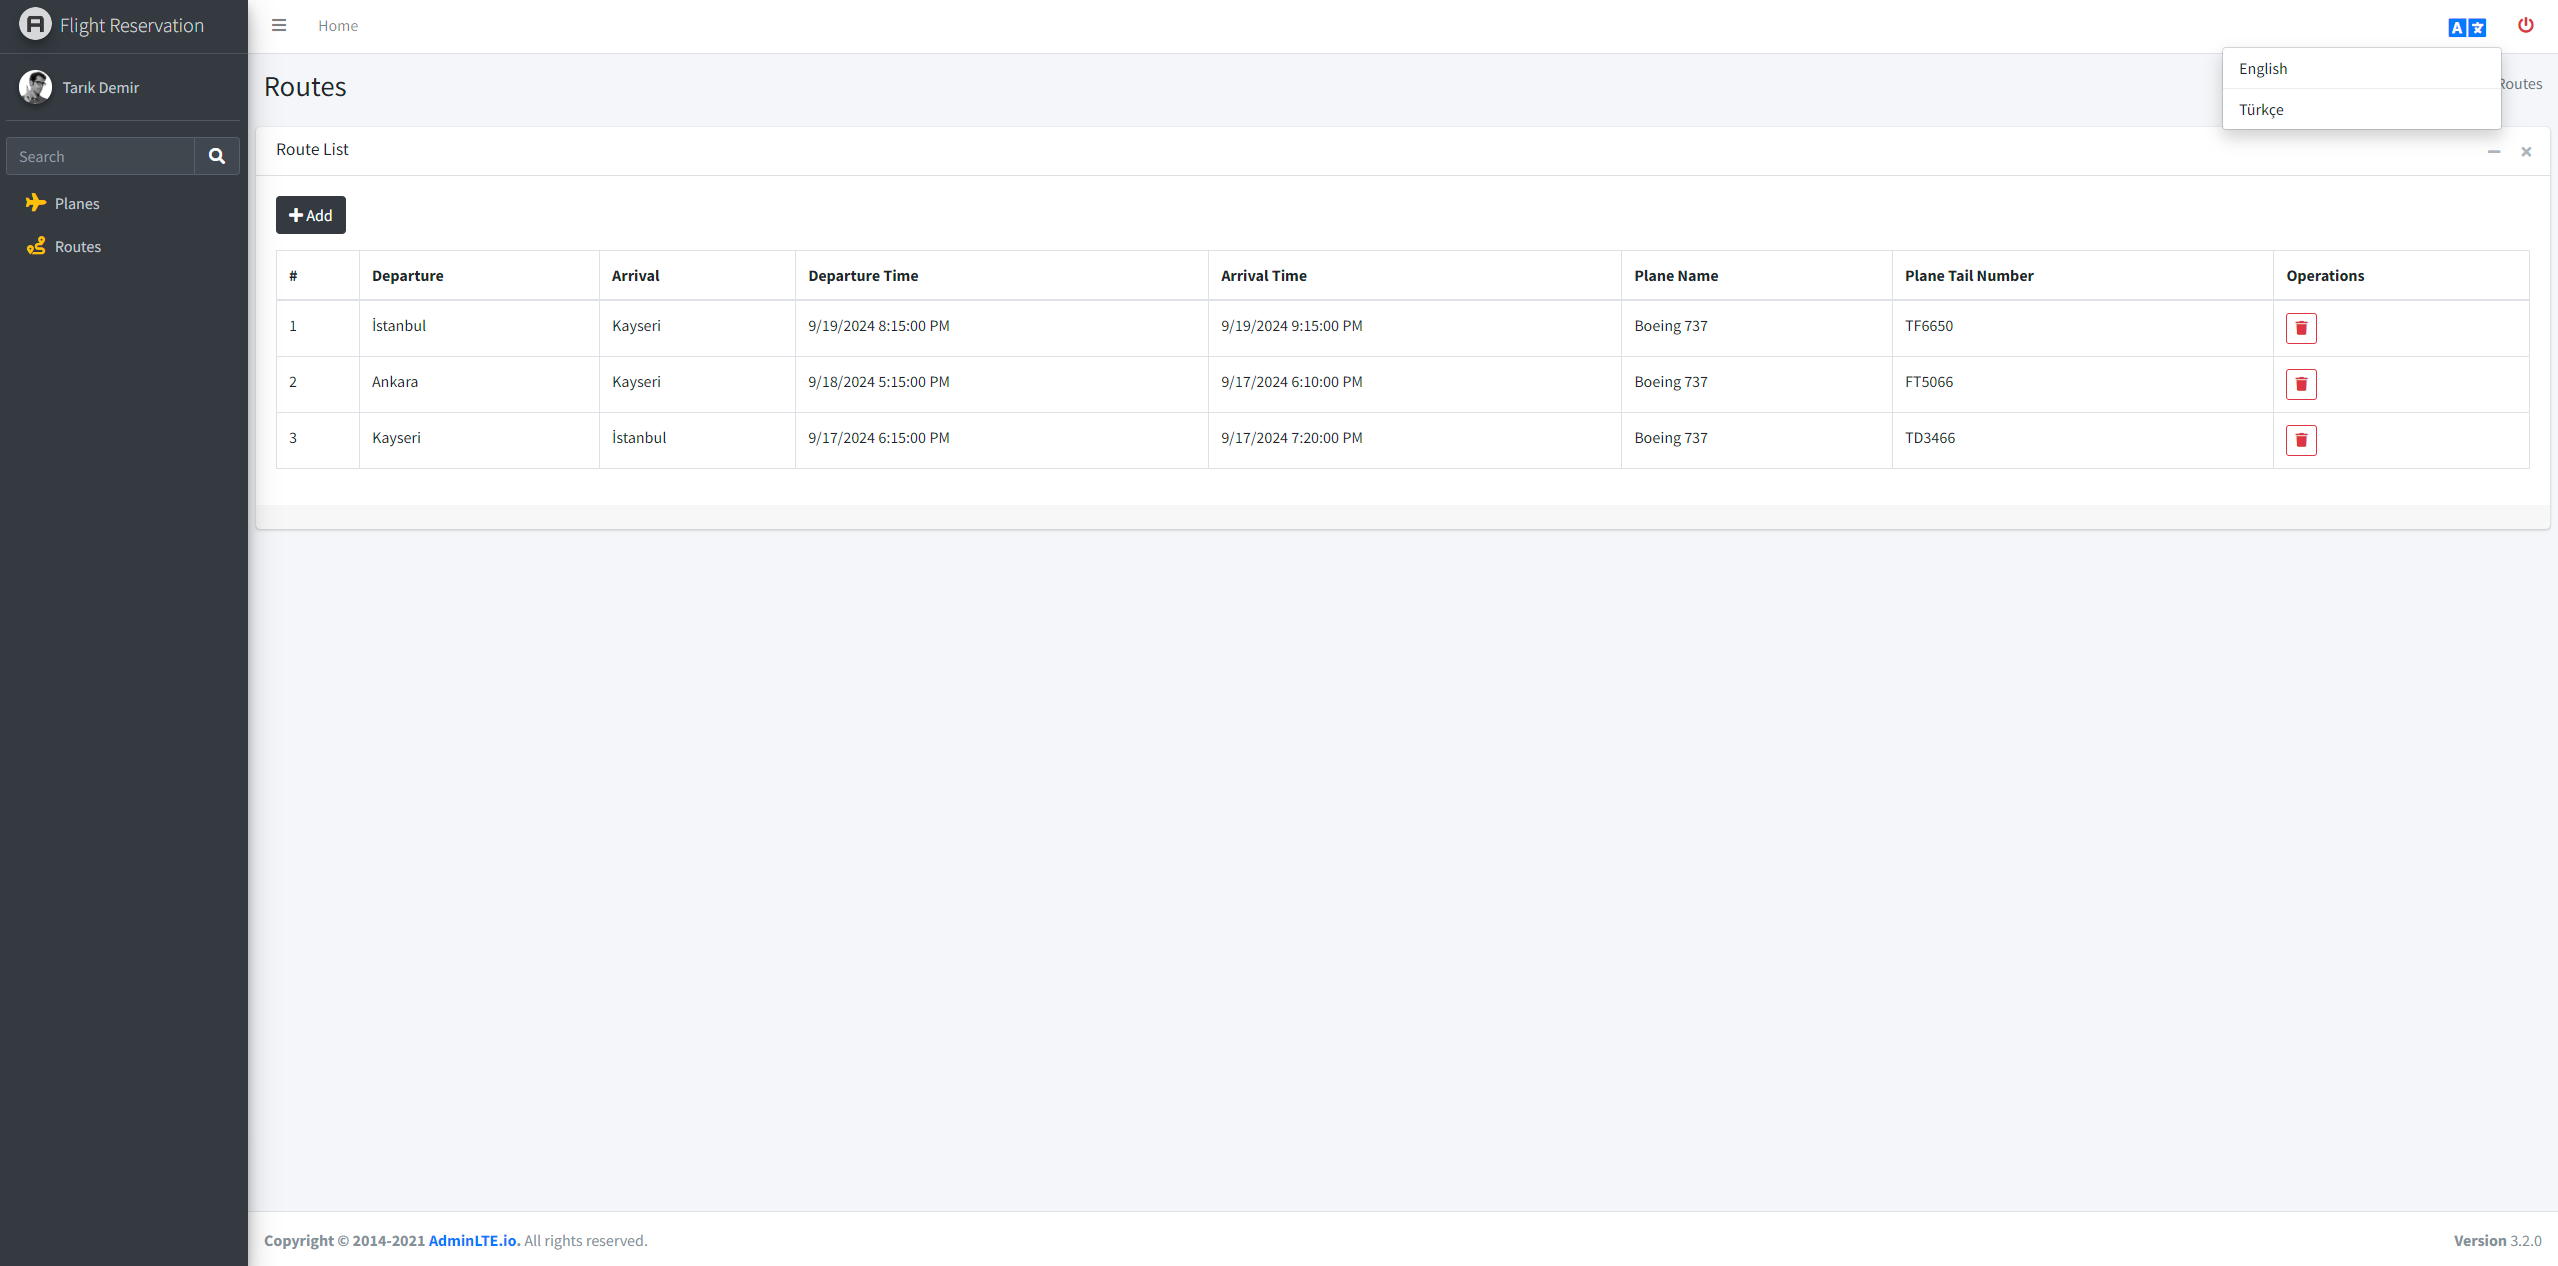 Flight Reservation
Home
Tarık Demir
Search
Planes
Routes
English
Türkçe
Routes
Routes
Route List
Add
# Departure Arrival Departure Time Arrival Time Plane Name Plane Tail Number Operations
1 İstanbul Kayseri 9/19/2024 8:15:00 PM 9/19/2024 9:15:00 PM Boeing 737 TF6650
2 Ankara Kayseri 9/18/2024 5:15:00 PM 9/17/2024 6:10:00 PM Boeing 737 FT5066
3 Kayseri İstanbul 9/17/2024 6:15:00 PM 9/17/2024 7:20:00 PM Boeing 737 TD3466
Copyright © 2014-2021 AdminLTE.io. All rights reserved.
Version 3.2.0